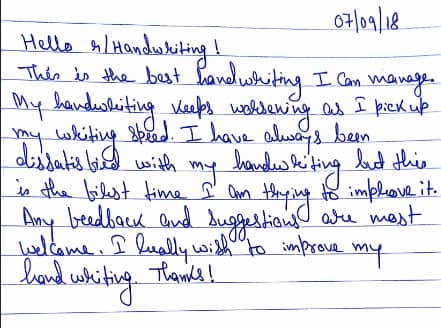 07/09/18
Hello r/Handwriting!
This is the best handwriting I can manage.
My handwriting keeps worsening as I pick up
my writing speed. I have always been
dissatisfied with my handwriting but this
is the first time I am trying to improve it.
Any feedback and suggestions are most
welcome. I really wish to improve my
handwriting. Thanks!